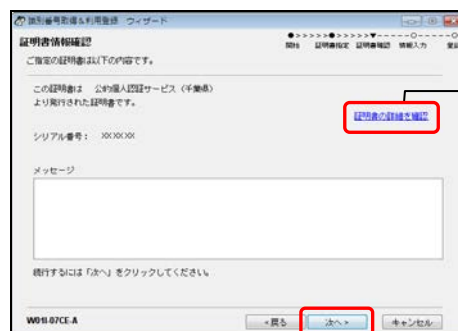 識別番号取得&利用登録 ウィザード
証明書情報確認
開始 証明書指定 証明書確認 情報入力
ご指定の証明書は以下の内容です。
この証明書は 公的個人認証サービス（千葉県）
より発行された証明書です。
証明書の詳細を確認
シリアル番号： XXXXXXX
メッセージ
続行するには「次へ」をクリックしてください。
W01I-07CE-A
<戻る 次へ> キャンセル